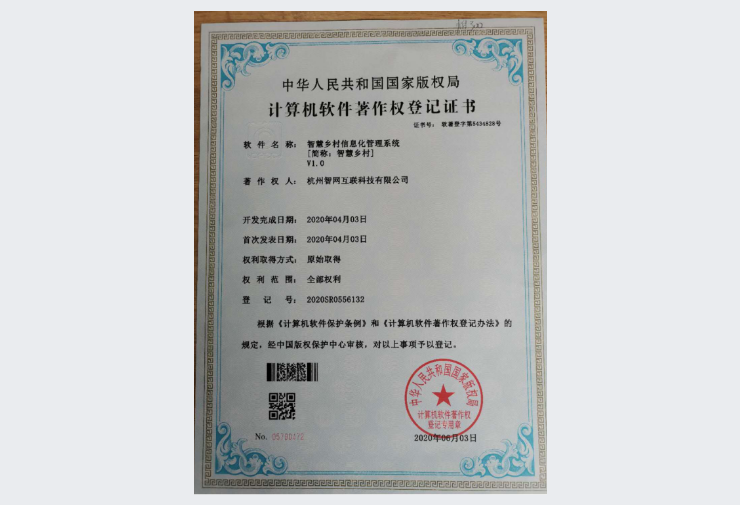 中华人民共和国国家版权局
计算机软件著作权登记证书
证书号： 软著登字第5434828号
软件名称： 智慧乡村信息化管理系统
[简称：智慧乡村]
V1.0
著作权人： 杭州智网互联科技有限公司
开发完成日期： 2020年04月03日
首次发表日期： 2020年04月03日
权利取得方式： 原始取得
权利范围： 全部权利
登记号： 2020SR0556132
根据《计算机软件保护条例》和《计算机软件著作权登记办法》的
规定，经中国版权保护中心审核，对以上事项予以登记。
中华人民共和国国家版权局
计算机软件著作权
登记专用章
No.
2020年06月03日